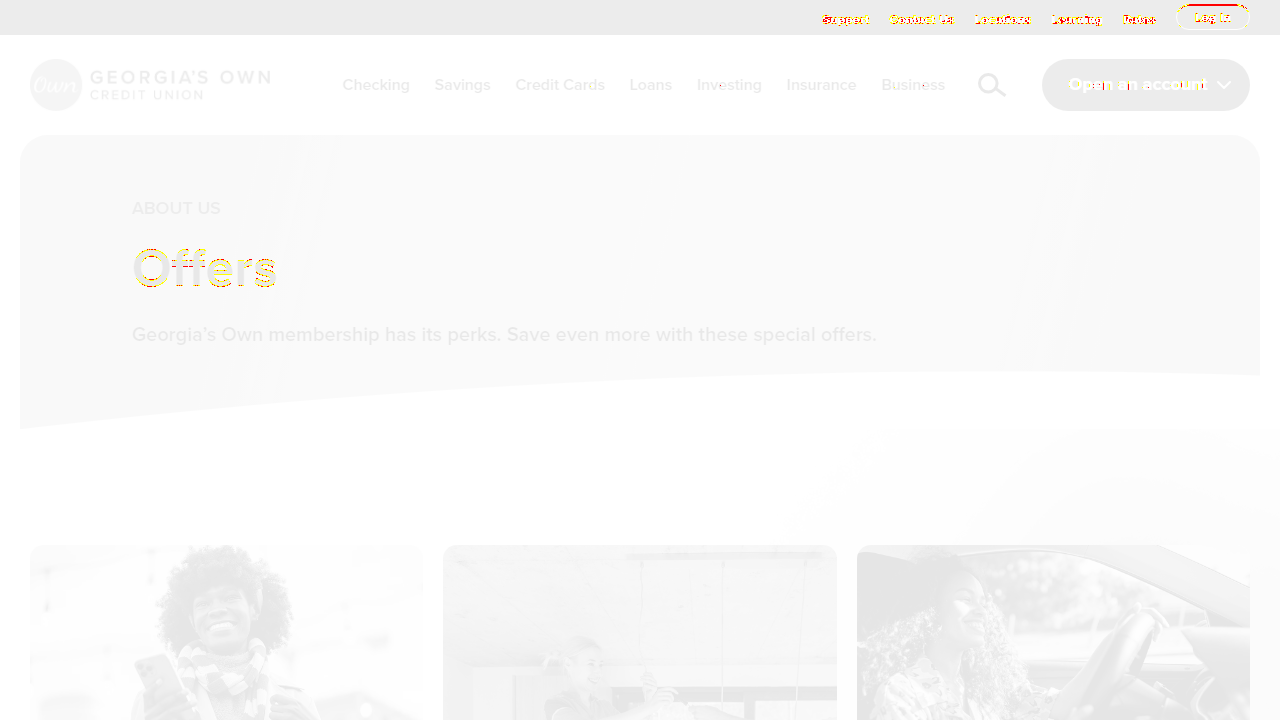 Support Contact Us Locations Learning Rates Log In
Own GEORGIA'S OWN
CREDIT UNION
Checking Savings Credit Cards Loans Investing Insurance Business Open an account
ABOUT US
Offers
Georgia's Own membership has its perks. Save even more with these special offers.